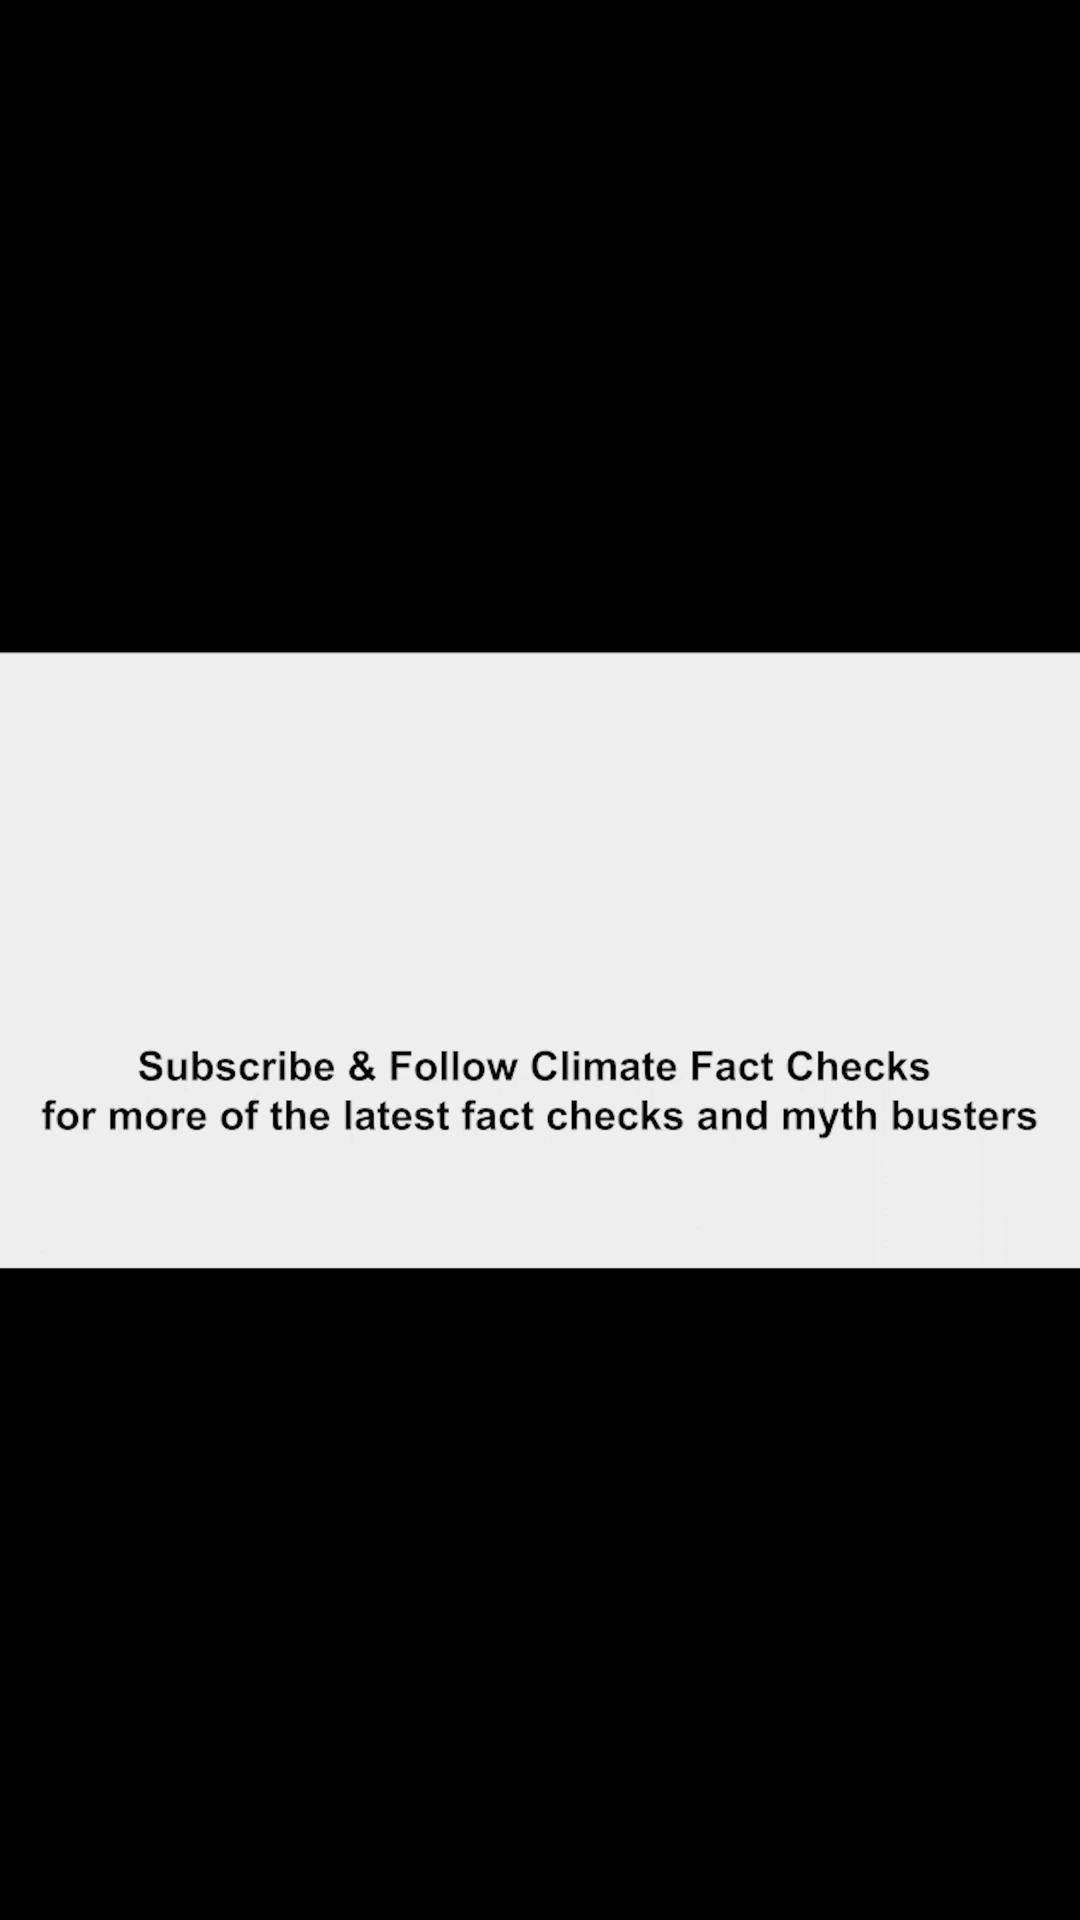 Subscribe & Follow Climate Fact Checks
for more of the latest fact checks and myth busters